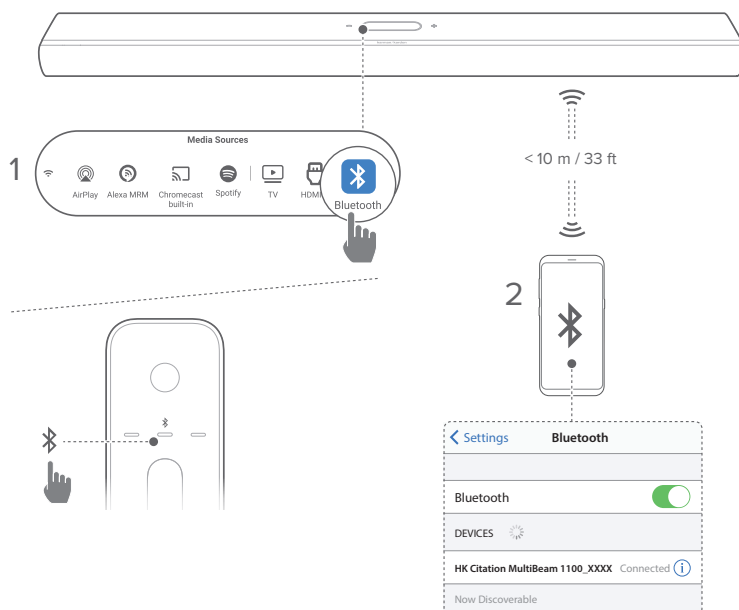 Media Sources
1
AirPlay
Alexa MRM
Chromecast
built-in
Spotify
TV
HDMI
Bluetooth
< 10 m / 33 ft
2
Settings
Bluetooth
Bluetooth
DEVICES
HK Citation MultiBeam 1100_XXXX Connected
Now Discoverable